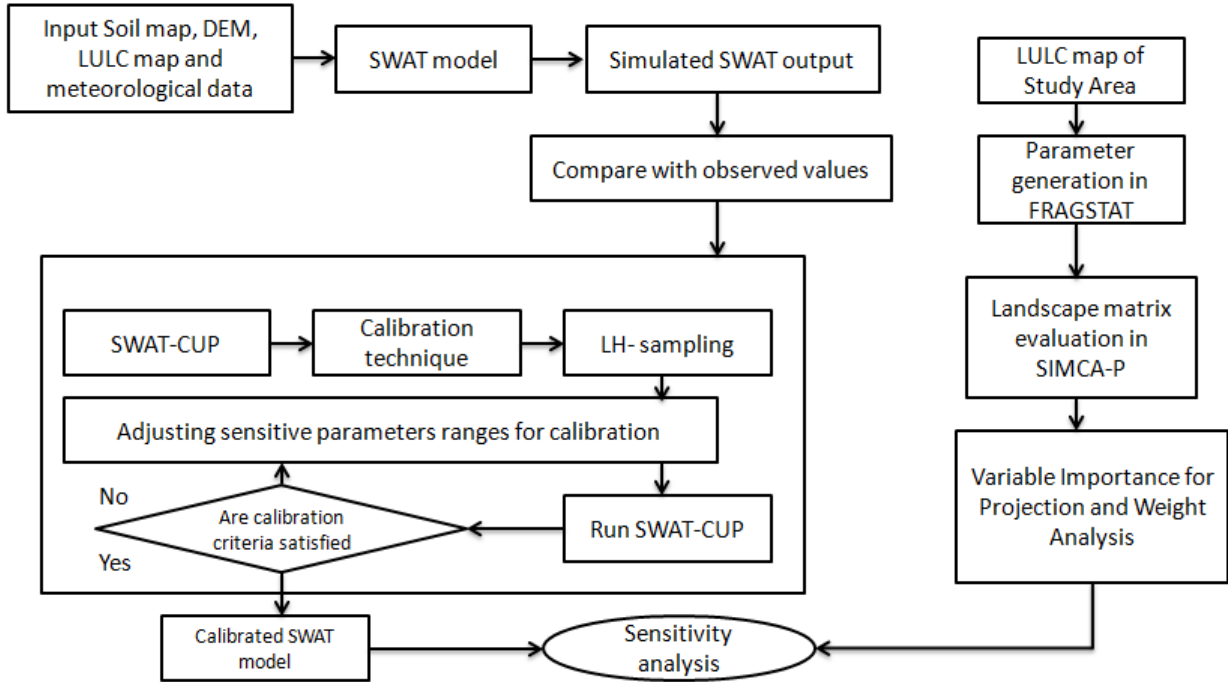 Input Soil map, DEM,
LULC map and
meteorological data
SWAT model
Simulated SWAT output
Compare with observed values
SWAT-CUP
Calibration
technique
LH- sampling
Adjusting sensitive parameters ranges for calibration
No
Are calibration
criteria satisfied
Yes
Run SWAT-CUP
Calibrated SWAT
model
Sensitivity
analysis
LULC map of
Study Area
Parameter
generation in
FRAGSTAT
Landscape matrix
evaluation in
SIMCA-P
Variable Importance for
Projection and Weight
Analysis